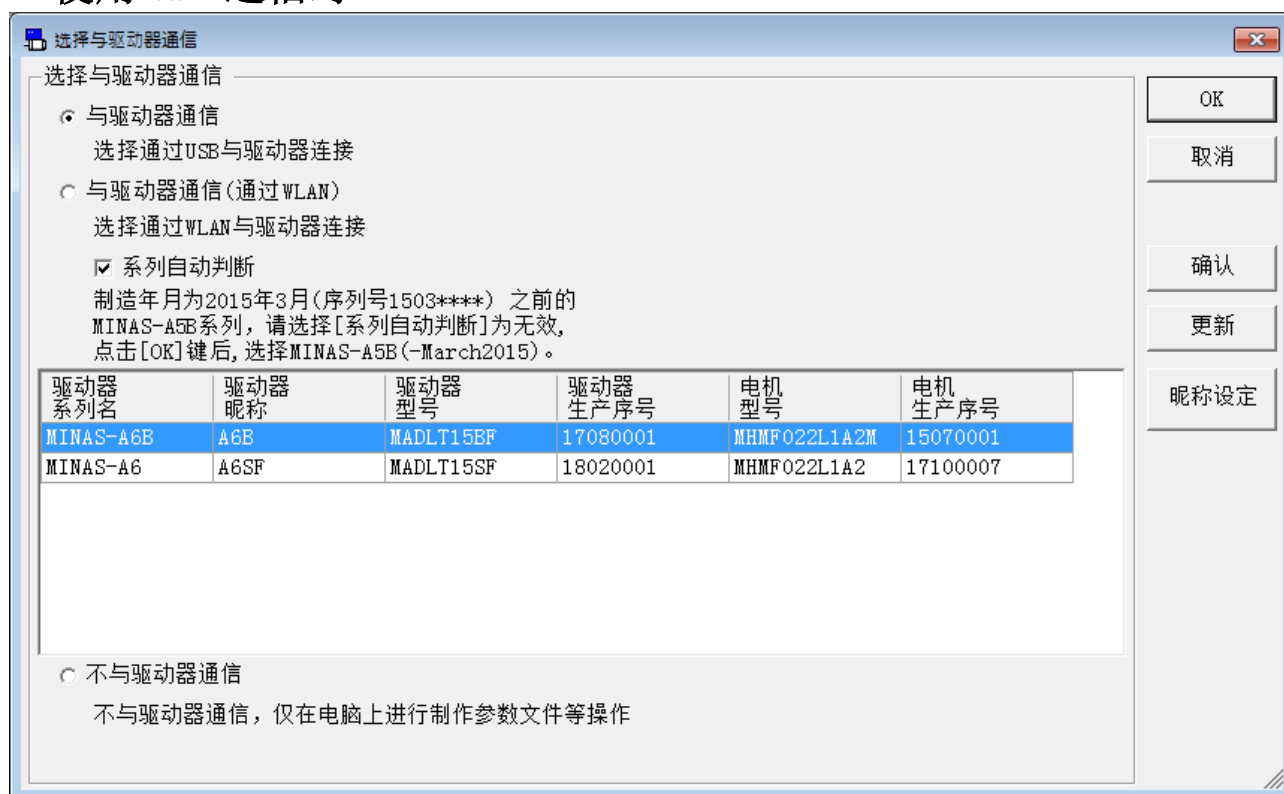 选择与驱动器通信
选择与驱动器通信
与驱动器通信
选择通过USB与驱动器连接
与驱动器通信(通过WLAN)
选择通过WLAN与驱动器连接
系列自动判断
制造年月为2015年3月(序列号1503****) 之前的
MINAS-A5B系列，请选择[系列自动判断]为无效,
点击[OK]键后,选择MINAS-A5B(-March2015)。
驱动器 系列名 驱动器 昵称 驱动器 型号 驱动器 生产序号 电机 型号 电机 生产序号
MINAS-A6B A6B MADLT15BF 17080001 MHMF022L1A2M 15070001
MINAS-A6 A6SF MADLT15SF 18020001 MHMF022L1A2 17100007
不与驱动器通信
不与驱动器通信，仅在电脑上进行制作参数文件等操作
OK
取消
确认
更新
昵称设定